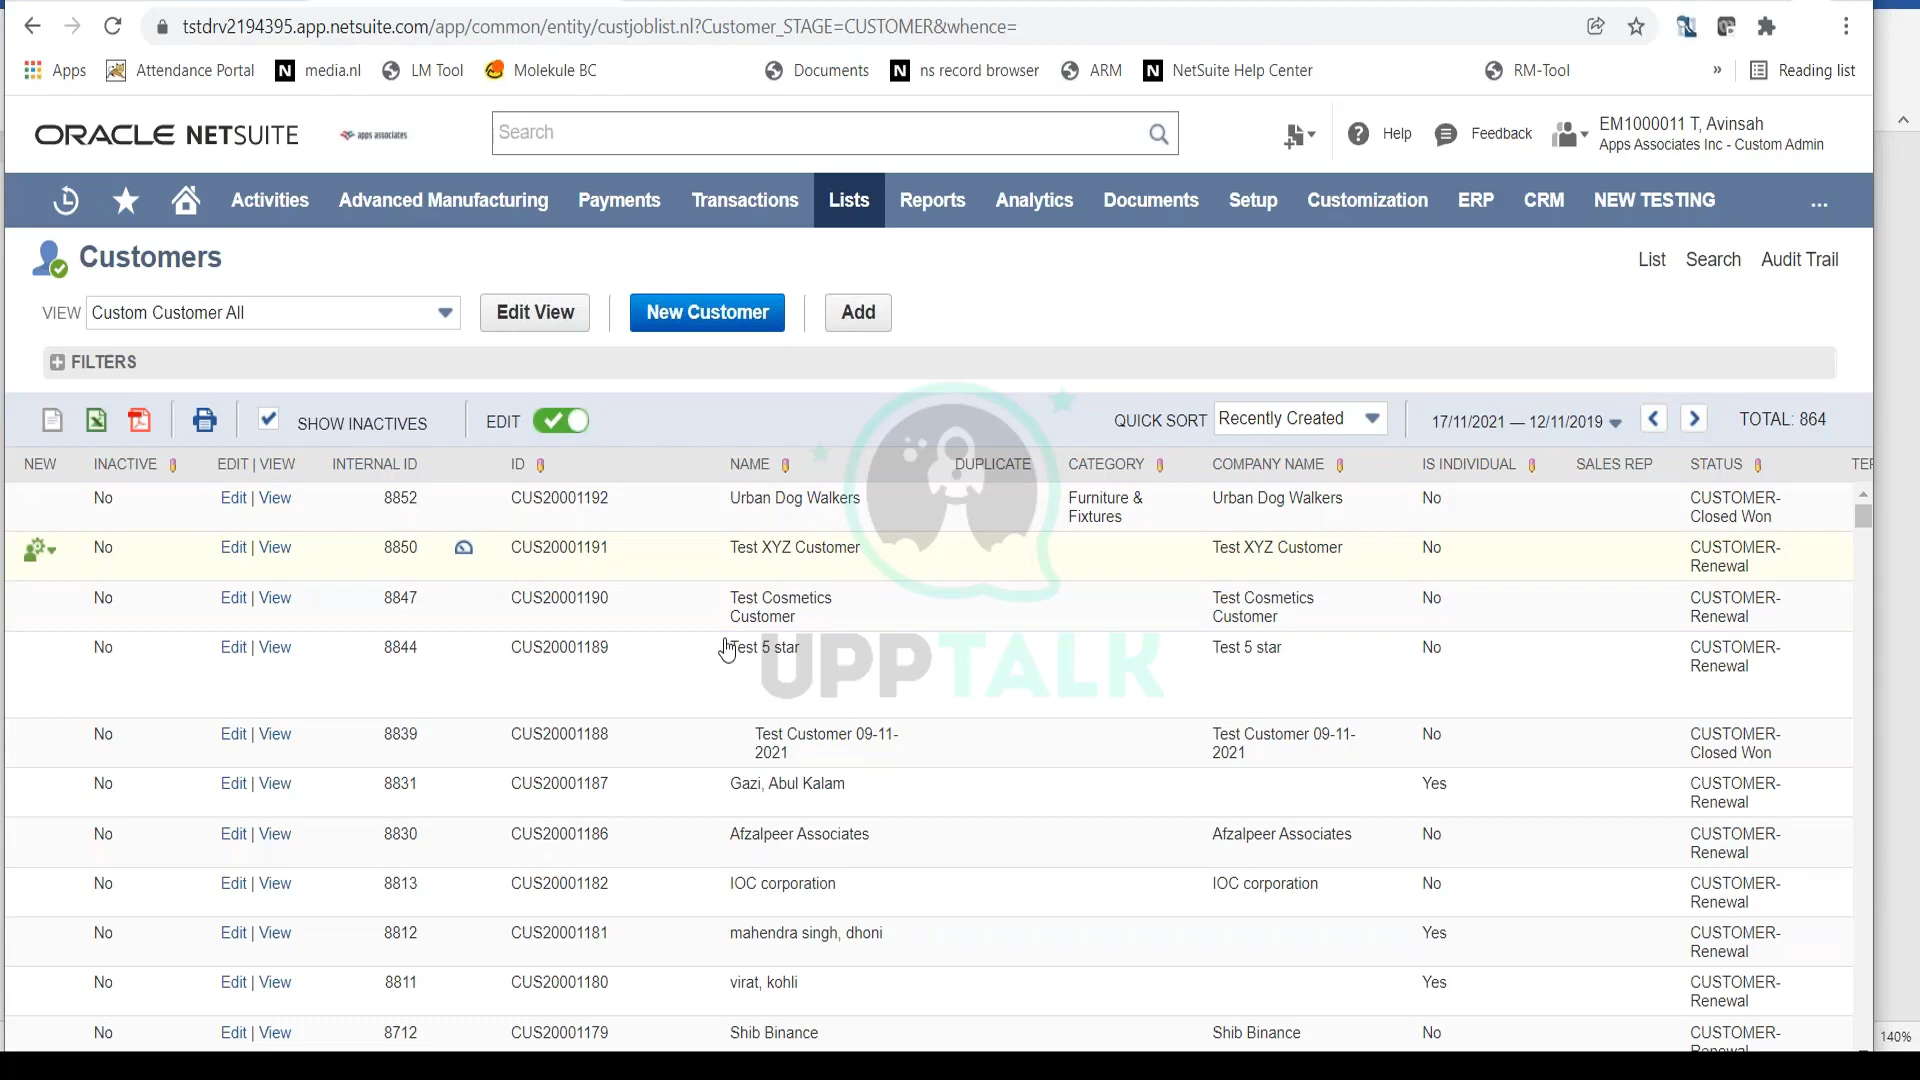 tstdrv2194395.app.netsuite.com/app/common/entity/custjoblist.nl?Customer_STAGE=CUSTOMER&whence=
Apps Attendance Portal N media.nl LM Tool Molekule BC Documents N ns record browser ARM N NetSuite Help Center RM-Tool » Reading list
ORACLE NETSUITE apps associates Search Help Feedback EM1000011 T, Avinsah
Apps Associates Inc - Custom Admin
Activities Advanced Manufacturing Payments Transactions Lists Reports Analytics Documents Setup Customization ERP CRM NEW TESTING ...
Customers List Search Audit Trail
VIEW Custom Customer All Edit View New Customer Add
FILTERS
SHOW INACTIVES EDIT QUICK SORT Recently Created 17/11/2021 — 12/11/2019 TOTAL: 864
NEW INACTIVE EDIT | VIEW INTERNAL ID ID NAME DUPLICATE CATEGORY COMPANY NAME IS INDIVIDUAL SALES REP STATUS TER
No Edit | View 8852 CUS20001192 Urban Dog Walkers Furniture & Urban Dog Walkers No CUSTOMER-
Fixtures Closed Won
No Edit | View 8850 CUS20001191 Test XYZ Customer Test XYZ Customer No CUSTOMER-
Renewal
No Edit | View 8847 CUS20001190 Test Cosmetics Test Cosmetics No CUSTOMER-
Customer Customer Renewal
No Edit | View 8844 CUS20001189 Test 5 star Test 5 star No CUSTOMER-
Renewal
UPPTALK
No Edit | View 8839 CUS20001188 Test Customer 09-11- Test Customer 09-11- No CUSTOMER-
2021 2021 Closed Won
No Edit | View 8831 CUS20001187 Gazi, Abul Kalam Yes CUSTOMER-
Renewal
No Edit | View 8830 CUS20001186 Afzalpeer Associates Afzalpeer Associates No CUSTOMER-
Renewal
No Edit | View 8813 CUS20001182 IOC corporation IOC corporation No CUSTOMER-
Renewal
No Edit | View 8812 CUS20001181 mahendra singh, dhoni Yes CUSTOMER-
Renewal
No Edit | View 8811 CUS20001180 virat, kohli Yes CUSTOMER-
Renewal
No Edit | View 8712 CUS20001179 Shib Binance Shib Binance No CUSTOMER-
Renewal
140%